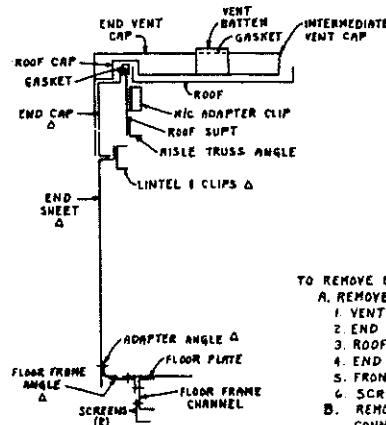 END VENT CAP
VENT BATTEN
GASKET
INTERMEDIATE VENT CAP
ROOF CAP
GASKET
ROOF
END CAP Δ
M/C ADAPTER CLIP
ROOF SUPT
AISLE TRUSS ANGLE
LINTEL & CLIPS Δ
END SHEET Δ
TO REMOVE
A. REMOVE
1. VENT
2. END
3. ROOF
4. END
5. FRON
6. SCR
B. REMO
ADAPTER ANGLE Δ
FLOOR PLATE
FLOOR FRAME ANGLE Δ
FLOOR FRAME CHANNEL
SCREENS